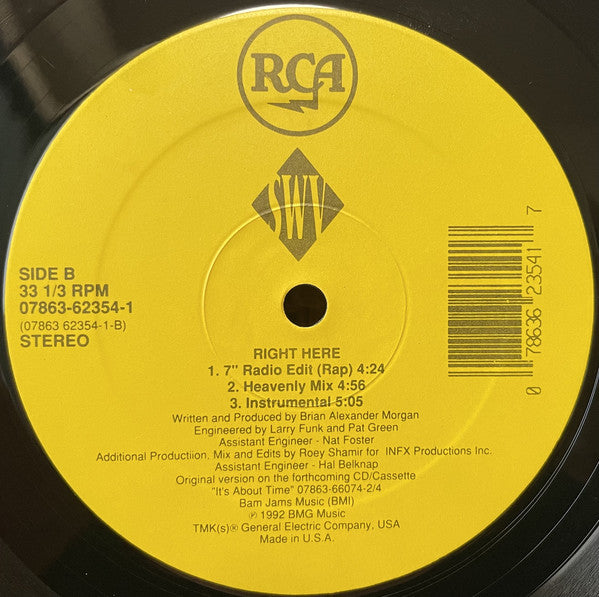 RCA
SWV
SIDE B
33 1/3 RPM
07863-62354-1
(07863 62354-1-B)
STEREO
0 78636 23541 7
RIGHT HERE
1. 7" Radio Edit (Rap) 4:24
2. Heavenly Mix 4:56
3. Instrumental 5:05
Written and Produced by Brian Alexander Morgan
Engineered by Larry Funk and Pat Green
Assistant Engineer - Nat Foster
Additional Productiion. Mix and Edits by Roey Shamir for INFX Productions Inc.
Assistant Engineer - Hal Belknap
Original version on the forthcoming CD/Cassette
"It's About Time" 07863-66074-2/4
Bam Jams Music (BMI)
℗ 1992 BMG Music
TMK(s)® General Electric Company, USA
Made in U.S.A.